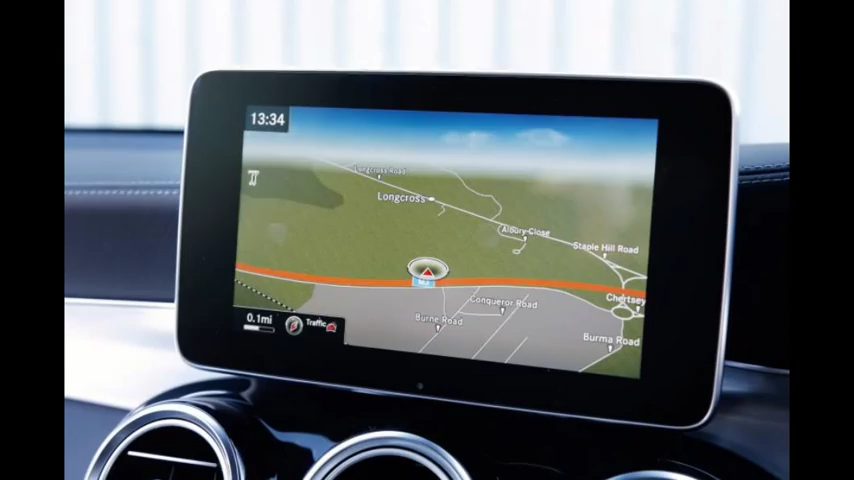 13:34
Longcross Road
Longcross
Albury Close
Staple Hill Road
Chertsey
Conqueror Road
Burne Road
Burma Road
0.1mi
Traffic